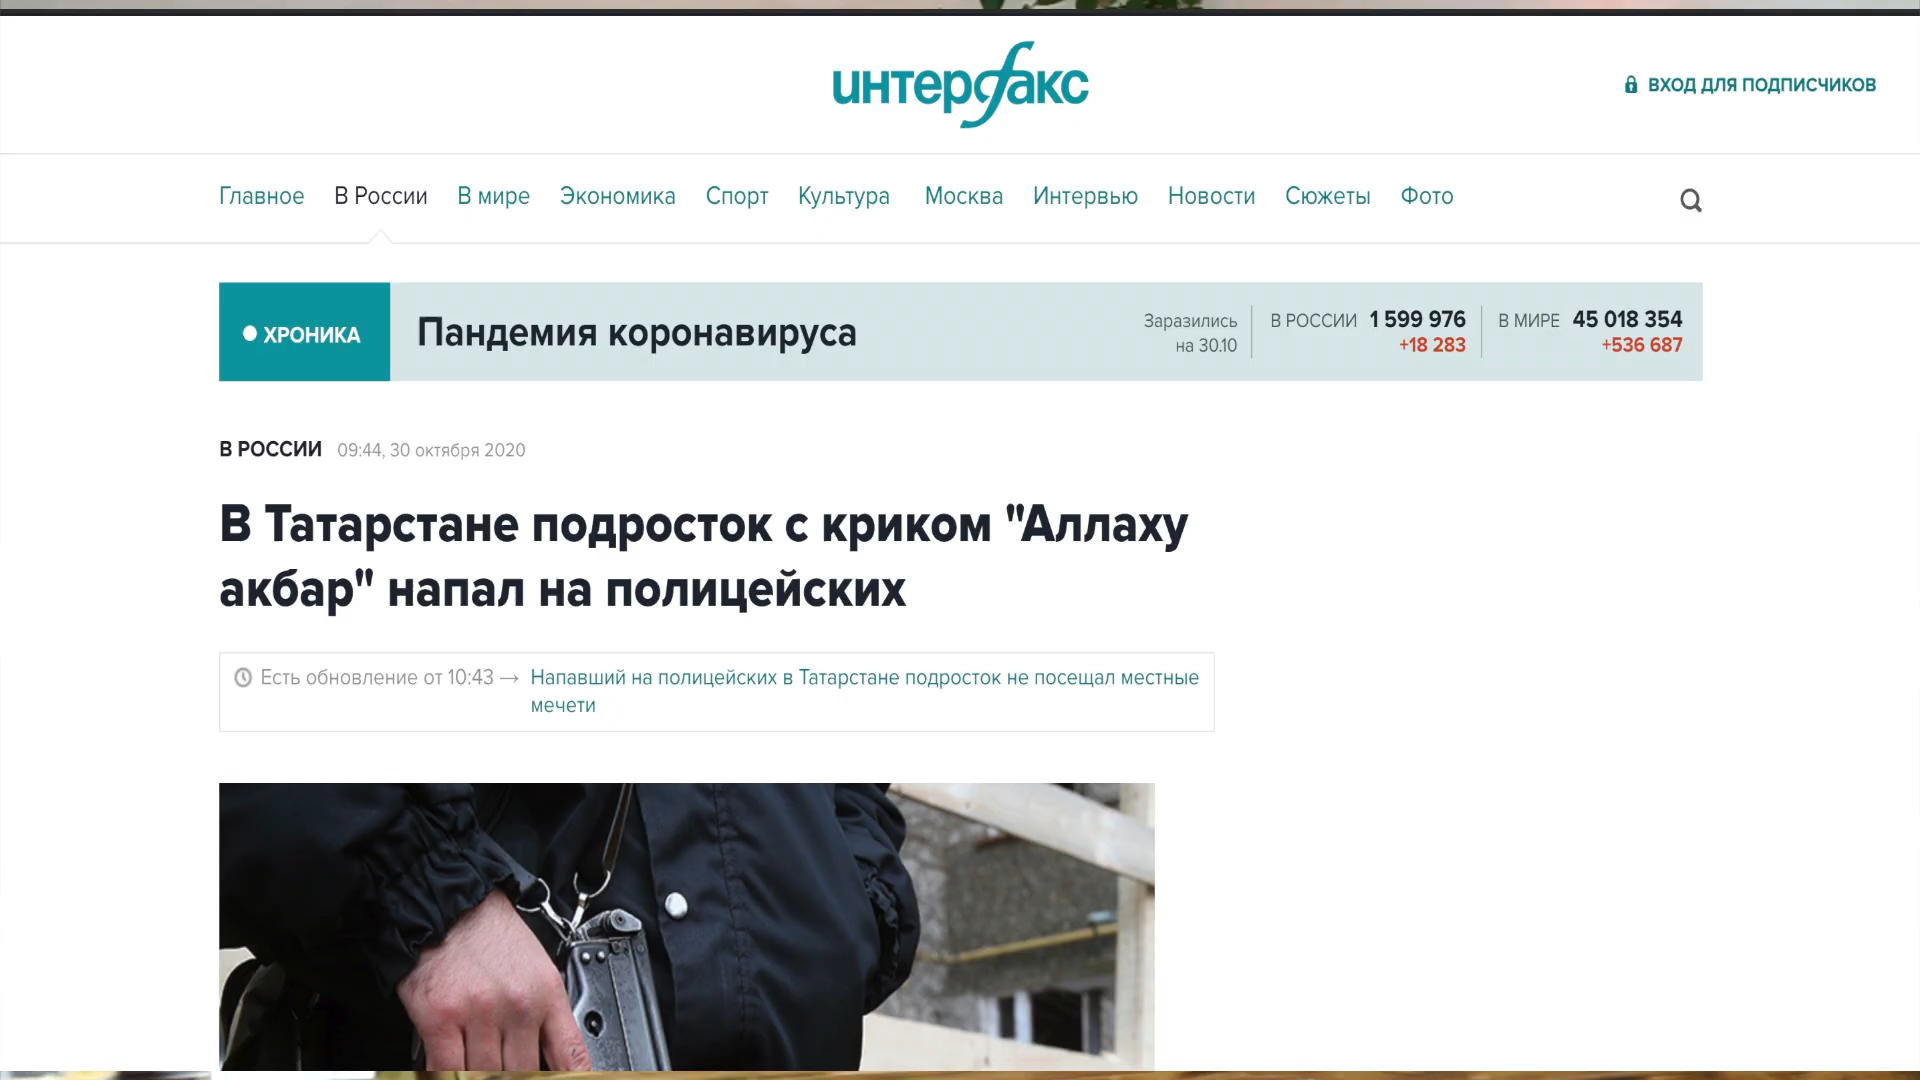 интерфакс
ВХОД ДЛЯ ПОДПИСЧИКОВ
Главное В России В мире Экономика Спорт Культура Москва Интервью Новости Сюжеты Фото
ХРОНИКА
Пандемия коронавируса
Заразились
на 30.10
В РОССИИ 1 599 976
+18 283
В МИРЕ 45 018 354
+536 687
В РОССИИ 09:44, 30 октября 2020
В Татарстане подросток с криком "Аллаху
акбар" напал на полицейских
Есть обновление от 10:43 → Напавший на полицейских в Татарстане подросток не посещал местные
мечети